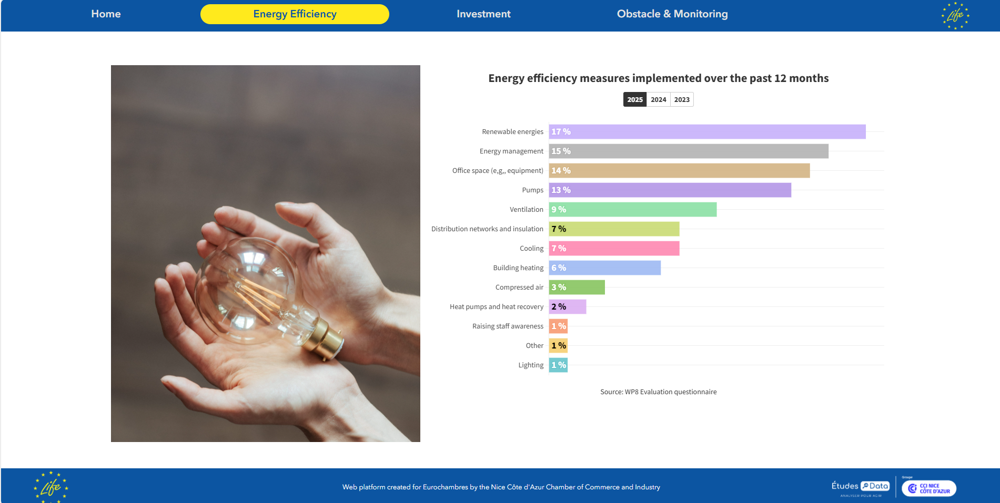 Home
Energy Efficiency
Investment
Obstacle & Monitoring
Life
Energy efficiency measures implemented over the past 12 months
2025 2024 2023
Renewable energies 17 %
Energy management 15 %
Office space (e,g,, equipment) 14 %
Pumps 13 %
Ventilation 9 %
Distribution networks and insulation 7 %
Cooling 7 %
Building heating 6 %
Compressed air 3 %
Heat pumps and heat recovery 2 %
Raising staff awareness 1 %
Other 1 %
Lighting 1 %
Source: WP8 Evaluation questionnaire
Life
Web platform created for Eurochambres by the Nice Côte d'Azur Chamber of Commerce and Industry
Études Data
ANALYSER POUR AGIR
Groupe
CCI NICE
CÔTE D'AZUR